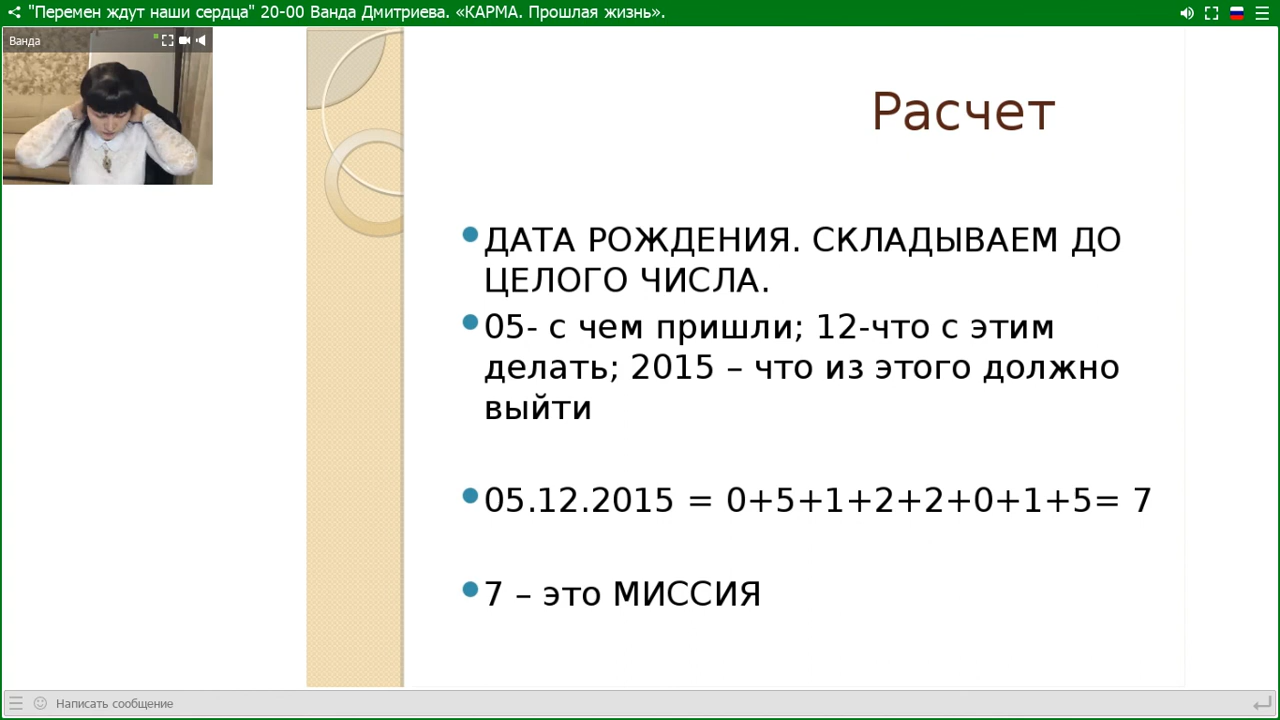 "Перемен ждут наши сердца" 20-00 Ванда Дмитриева. «КАРМА. Прошлая жизнь».
Ванда
Расчет
ДАТА РОЖДЕНИЯ. СКЛАДЫВАЕМ ДО
ЦЕЛОГО ЧИСЛА.
05- с чем пришли; 12-что с этим
делать; 2015 – что из этого должно
выйти
05.12.2015 = 0+5+1+2+2+0+1+5= 7
7 – это МИССИЯ
Написать сообщение